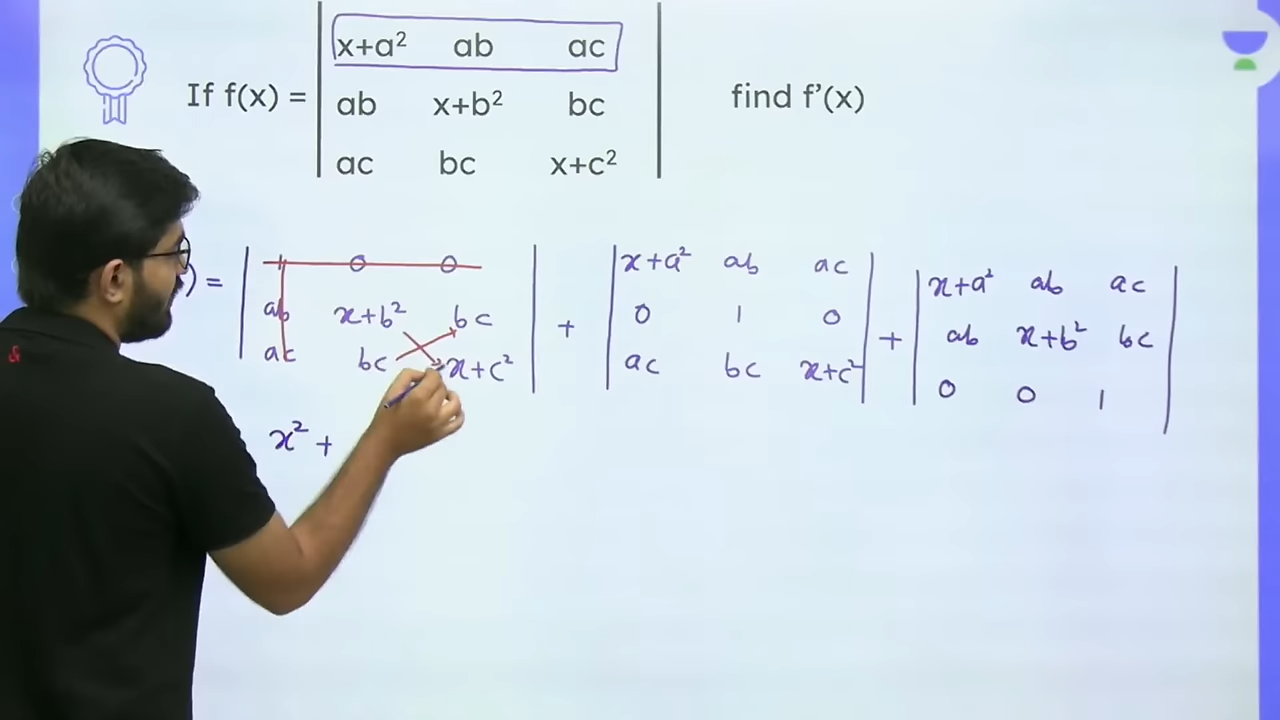 x+a² ab ac
If f(x) = ab x+b² bc find f'(x)
ac bc x+c²
) = 1 0 0 x+a² ab ac x+a² ab ac
ab x+b² bc + 0 1 0 + ab x+b² bc
ac bc x+c² ac bc x+c² 0 0 1
x² +